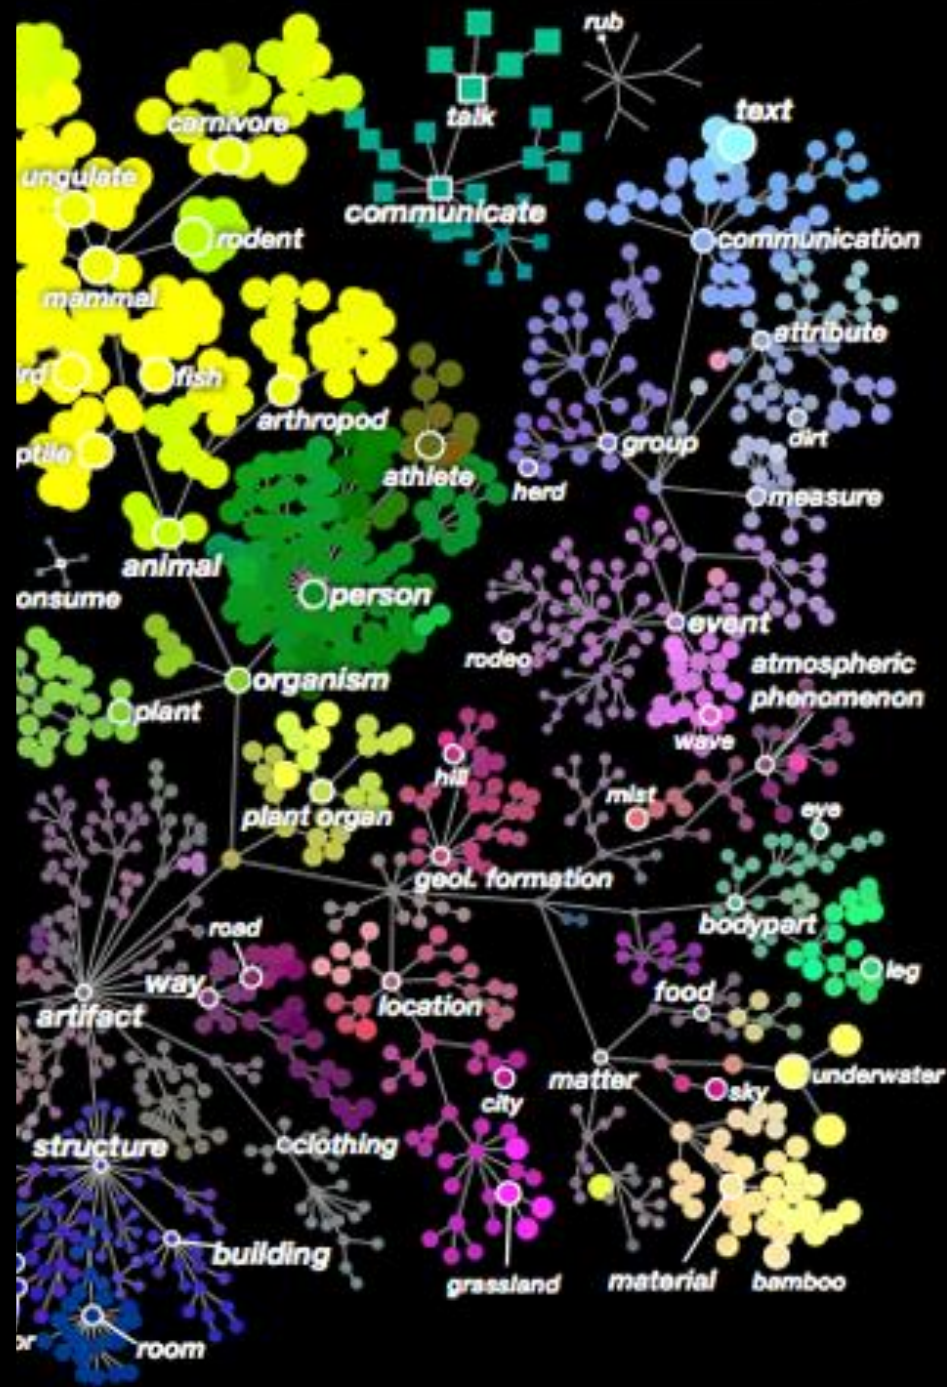 rub
talk
text
carnivore
ungulate
communicate
rodent
communication
mammal
attribute
fish
arthropod
group
dirt
athlete
herd
measure
animal
onsume
person
event
rodeo
atmospheric
phenomenon
organism
plant
wave
hill
mist
eye
plant organ
geol. formation
road
bodypart
way
leg
food
location
artifact
matter
underwater
sky
city
structure
clothing
building
grassland
material
bamboo
room